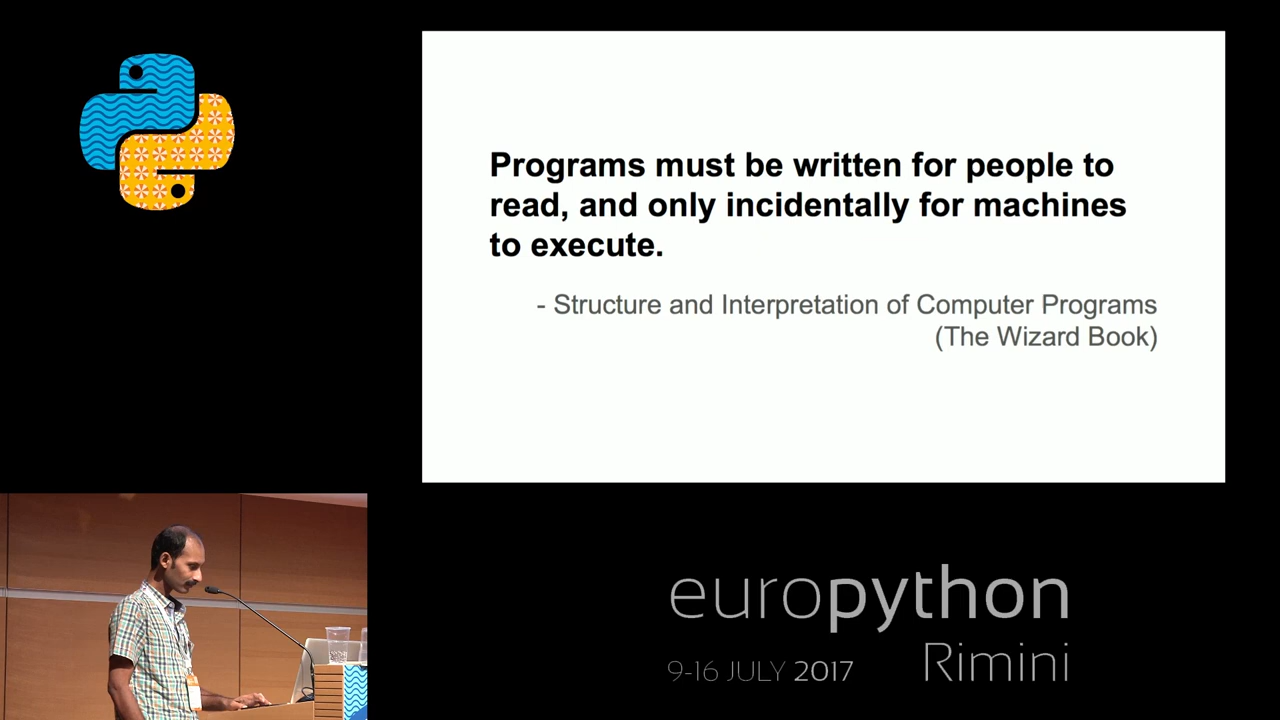 Programs must be written for people to
read, and only incidentally for machines
to execute.
- Structure and Interpretation of Computer Programs
(The Wizard Book)
europython
9-16 JULY 2017 Rimini